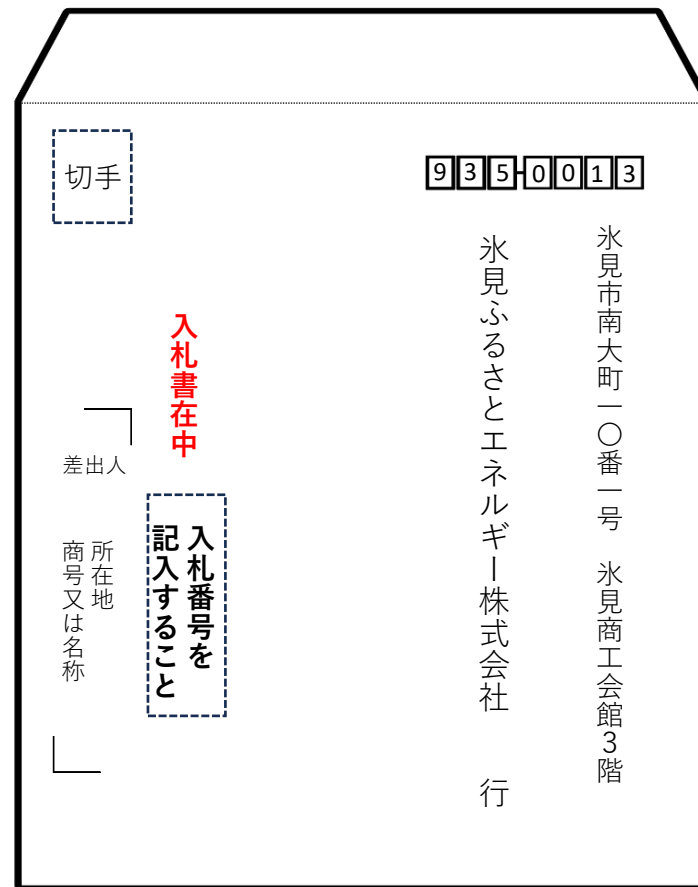 935-0013
氷見市南大町一〇番一号　氷見商工会館3階
氷見ふるさとエネルギー株式会社　行
切手
入札書在中
入札番号を
記入すること
差出人
所在地
商号又は名称